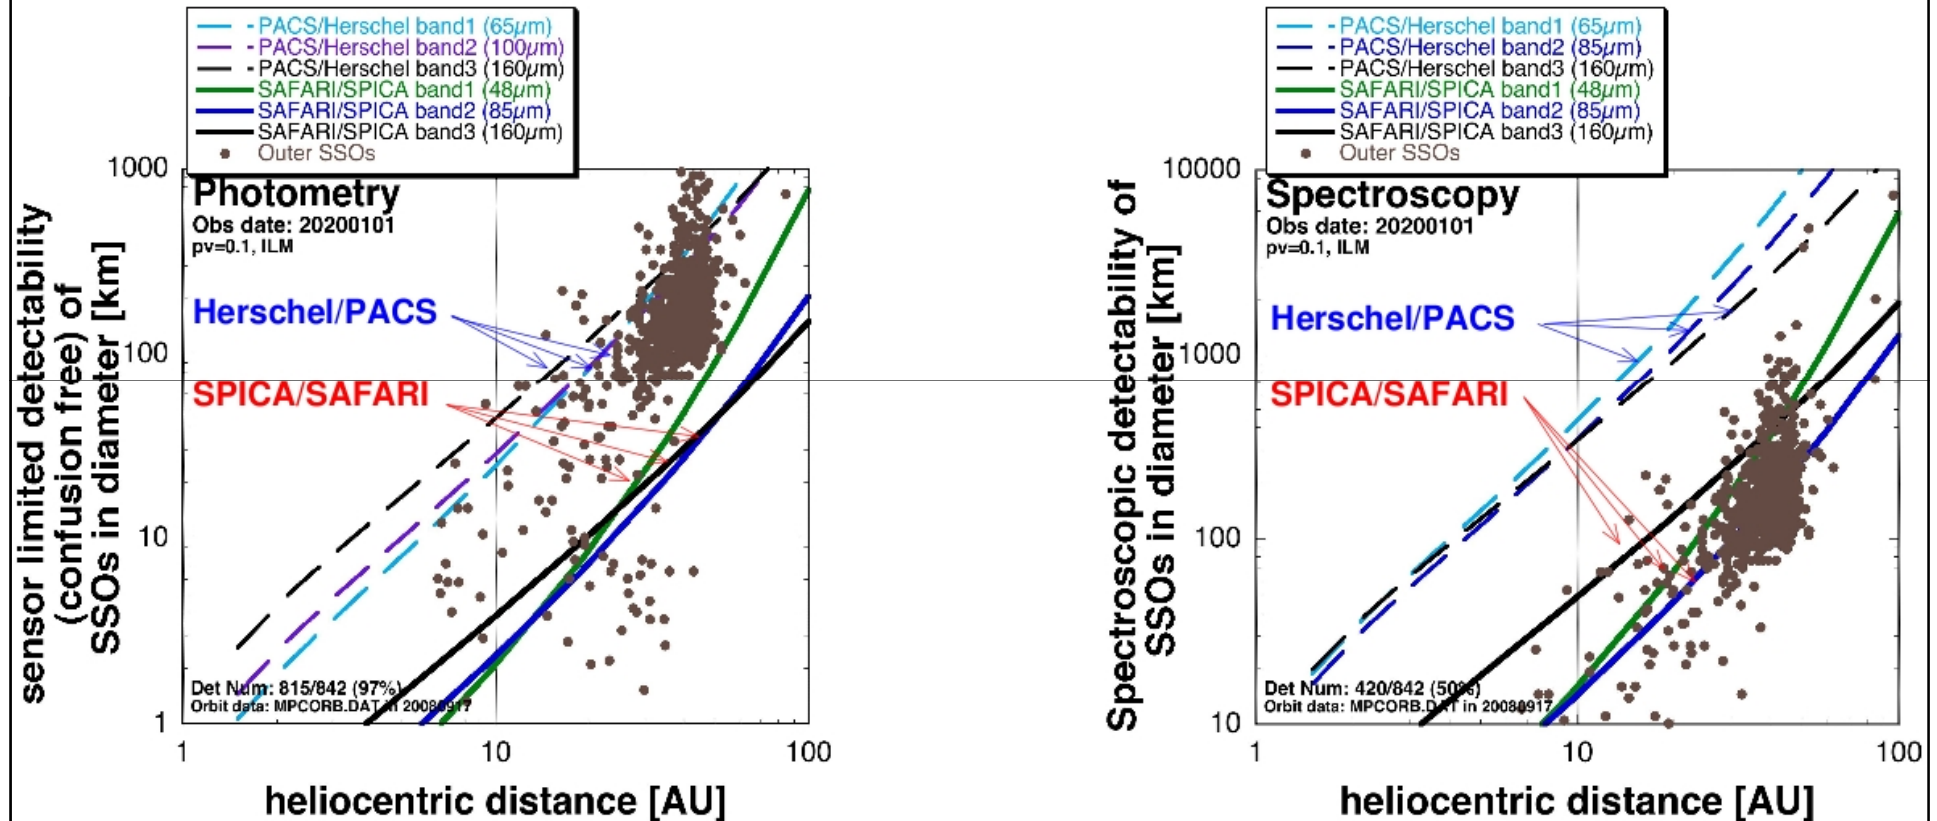 PACS/Herschel band1 (65μm)
PACS/Herschel band2 (100μm)
PACS/Herschel band3 (160μm)
SAFARI/SPICA band1 (48μm)
SAFARI/SPICA band2 (85μm)
SAFARI/SPICA band3 (160μm)
Outer SSOs
sensor limited detectability
(confusion free) of
SSOs in diameter [km]
1000
100
10
1
Photometry
Obs date: 20200101
pv=0.1, ILM
Herschel/PACS
SPICA/SAFARI
Det Num: 815/842 (97%)
Orbit data: MPCORB.DAT in 20080917
1
10
100
heliocentric distance [AU]
PACS/Herschel band1 (65μm)
PACS/Herschel band2 (85μm)
PACS/Herschel band3 (160μm)
SAFARI/SPICA band1 (48μm)
SAFARI/SPICA band2 (85μm)
SAFARI/SPICA band3 (160μm)
Outer SSOs
Spectroscopic detectability of
SSOs in diameter [km]
10000
1000
100
10
Spectroscopy
Obs date: 20200101
pv=0.1, ILM
Herschel/PACS
SPICA/SAFARI
Det Num: 420/842 (50%)
Orbit data: MPCORB.DAT in 20080917
1
10
100
heliocentric distance [AU]